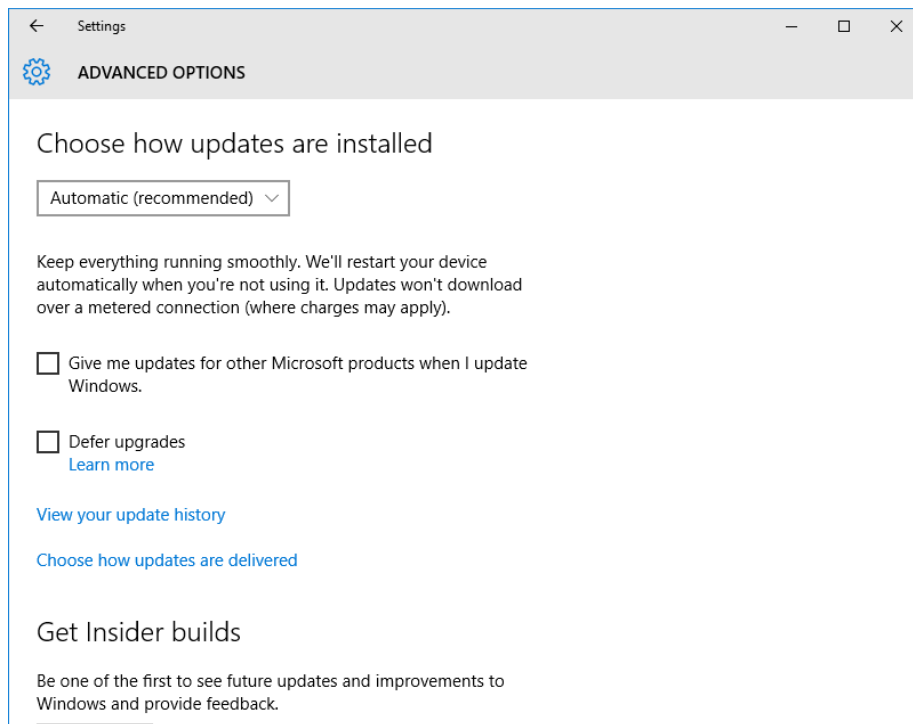 Settings
ADVANCED OPTIONS
Choose how updates are installed
Automatic (recommended)
Keep everything running smoothly. We'll restart your device
automatically when you're not using it. Updates won't download
over a metered connection (where charges may apply).
Give me updates for other Microsoft products when I update
Windows.
Defer upgrades
Learn more
View your update history
Choose how updates are delivered
Get Insider builds
Be one of the first to see future updates and improvements to
Windows and provide feedback.